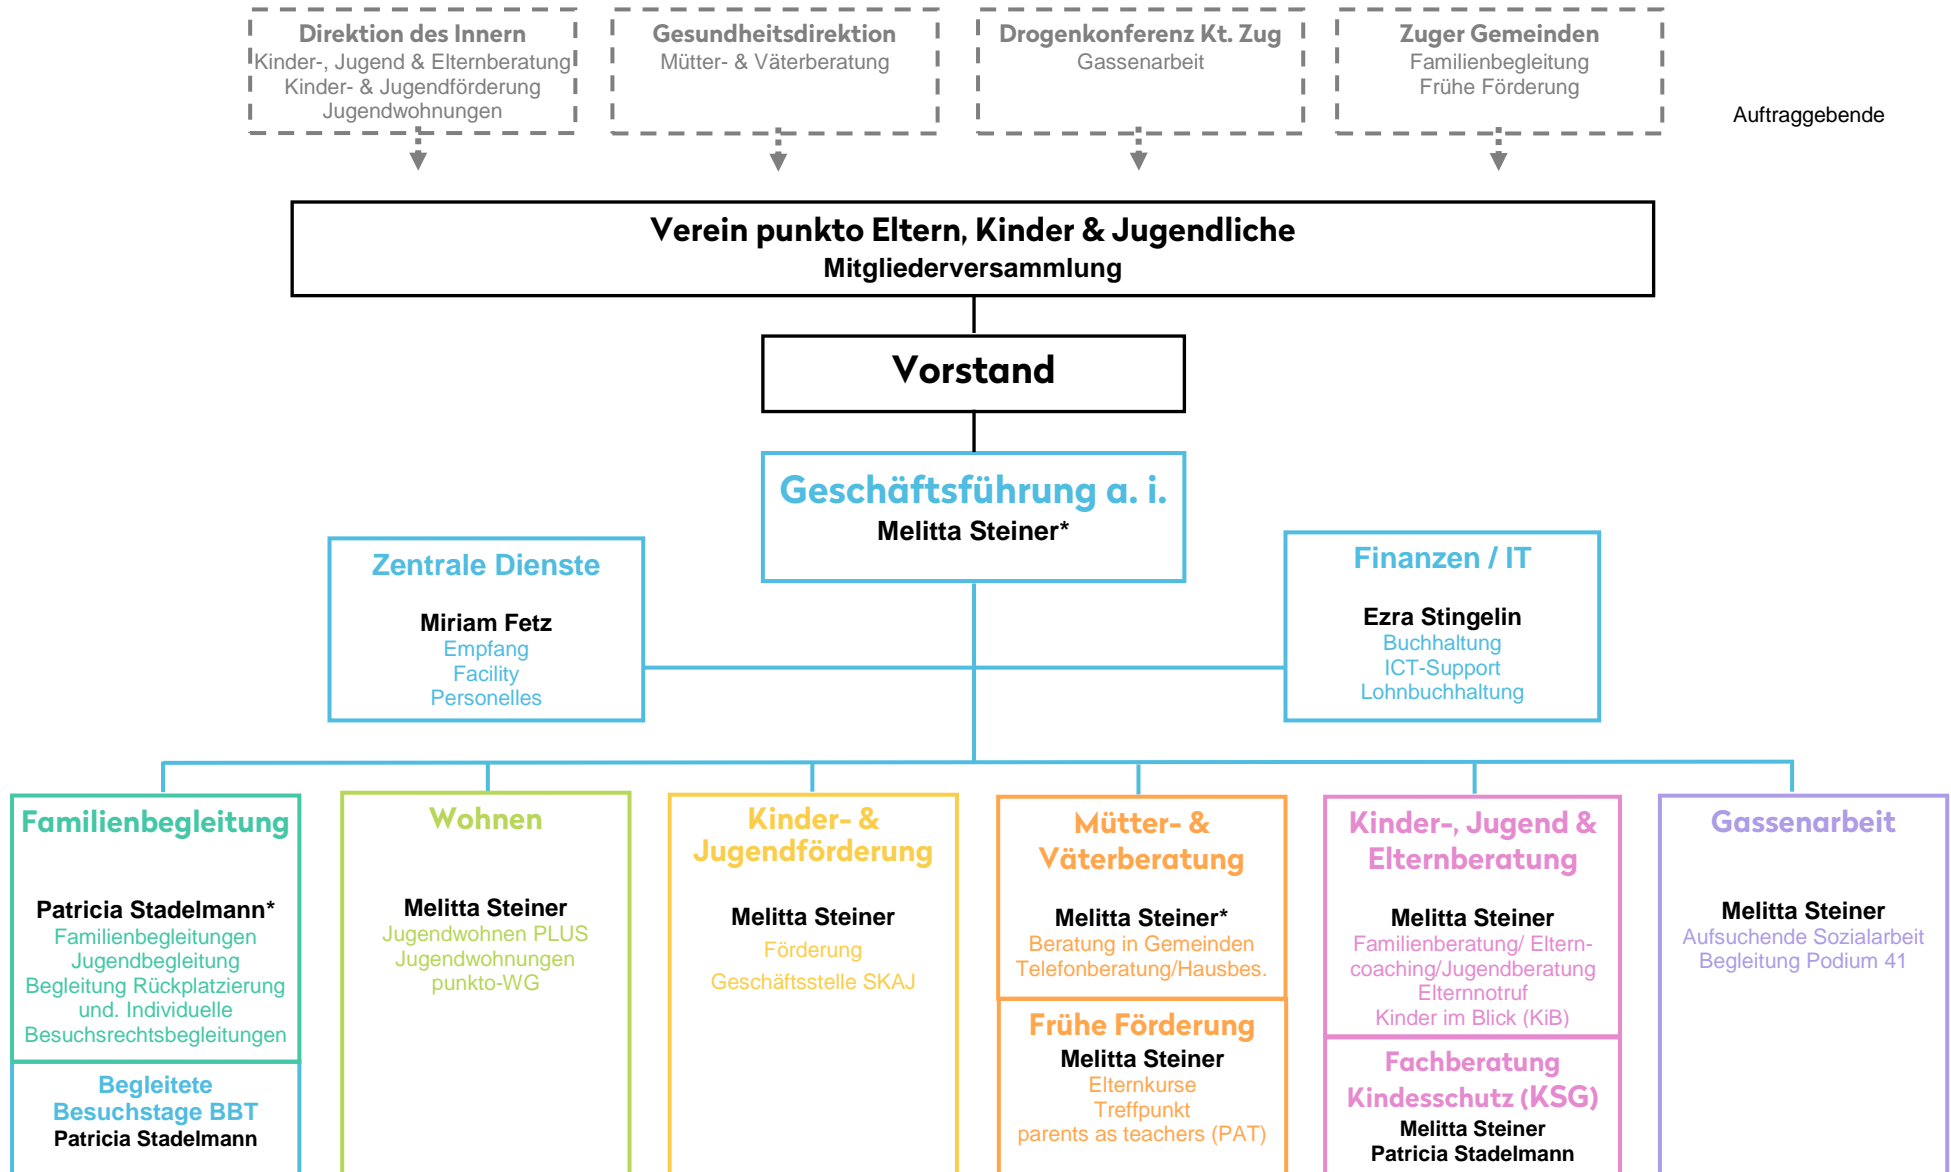 Direktion des Innern
Kinder-, Jugend & Elternberatung
Kinder- & Jugendförderung
Jugendwohnungen
Gesundheitsdirektion
Mütter- & Väterberatung
Drogenkonferenz Kt. Zug
Gassenarbeit
Zuger Gemeinden
Familienbegleitung
Frühe Förderung
Auftraggebende
Verein punkto Eltern, Kinder & Jugendliche
Mitgliederversammlung
Vorstand
Geschäftsführung a. i.
Melitta Steiner*
Zentrale Dienste
Miriam Fetz
Empfang
Facility
Personelles
Finanzen / IT
Ezra Stingelin
Buchhaltung
ICT-Support
Lohnbuchhaltung
Familienbegleitung
Patricia Stadelmann*
Familienbegleitungen
Jugendbegleitung
Begleitung Rückplatzierung
und. Individuelle
Besuchsrechtsbegleitungen
Begleitete
Besuchstage BBT
Patricia Stadelmann
Wohnen
Melitta Steiner
Jugendwohnen PLUS
Jugendwohnungen
punkto-WG
Kinder- &
Jugendförderung
Melitta Steiner
Förderung
Geschäftsstelle SKAJ
Mütter- &
Väterberatung
Melitta Steiner*
Beratung in Gemeinden
Telefonberatung/Hausbes.
Frühe Förderung
Melitta Steiner
Elternkurse
Treffpunkt
parents as teachers (PAT)
Kinder-, Jugend &
Elternberatung
Melitta Steiner
Familienberatung/ Eltern-
coaching/Jugendberatung
Elternnotruf
Kinder im Blick (KiB)
Fachberatung
Kindesschutz (KSG)
Melitta Steiner
Patricia Stadelmann
Gassenarbeit
Melitta Steiner
Aufsuchende Sozialarbeit
Begleitung Podium 41